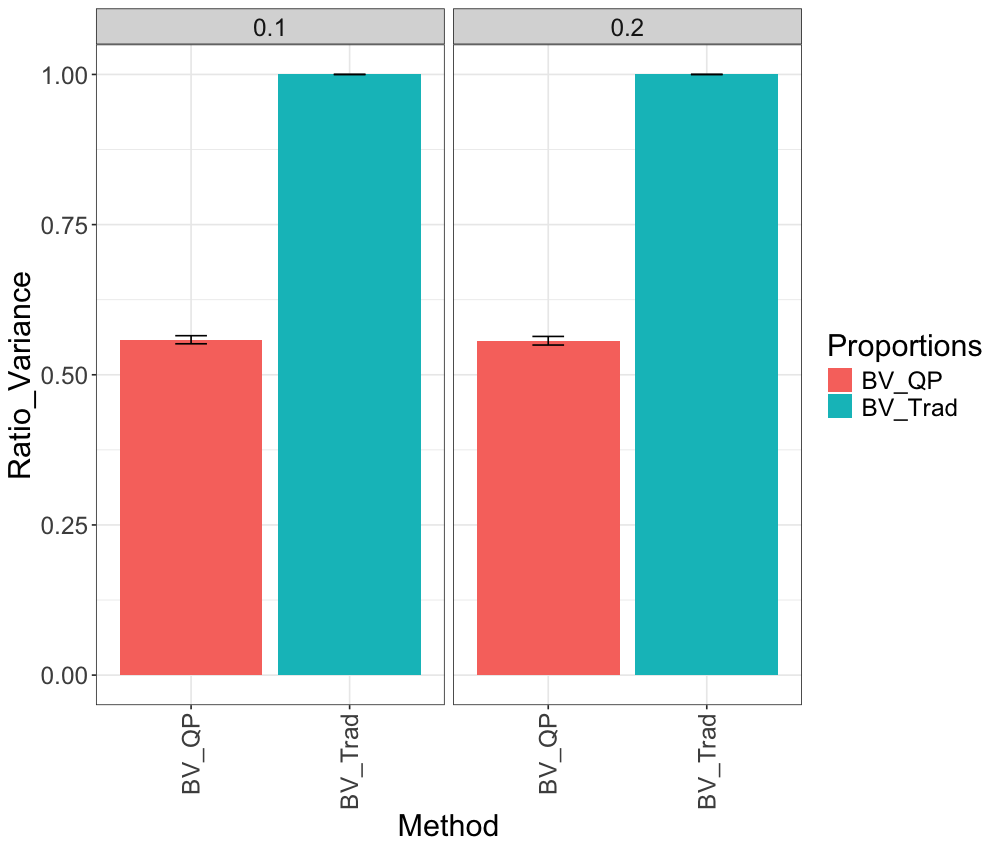 0.1
0.2
Ratio_Variance
1.00
0.75
0.50
0.25
0.00
BV_QP
BV_Trad
BV_QP
BV_Trad
Method
Proportions
BV_QP
BV_Trad